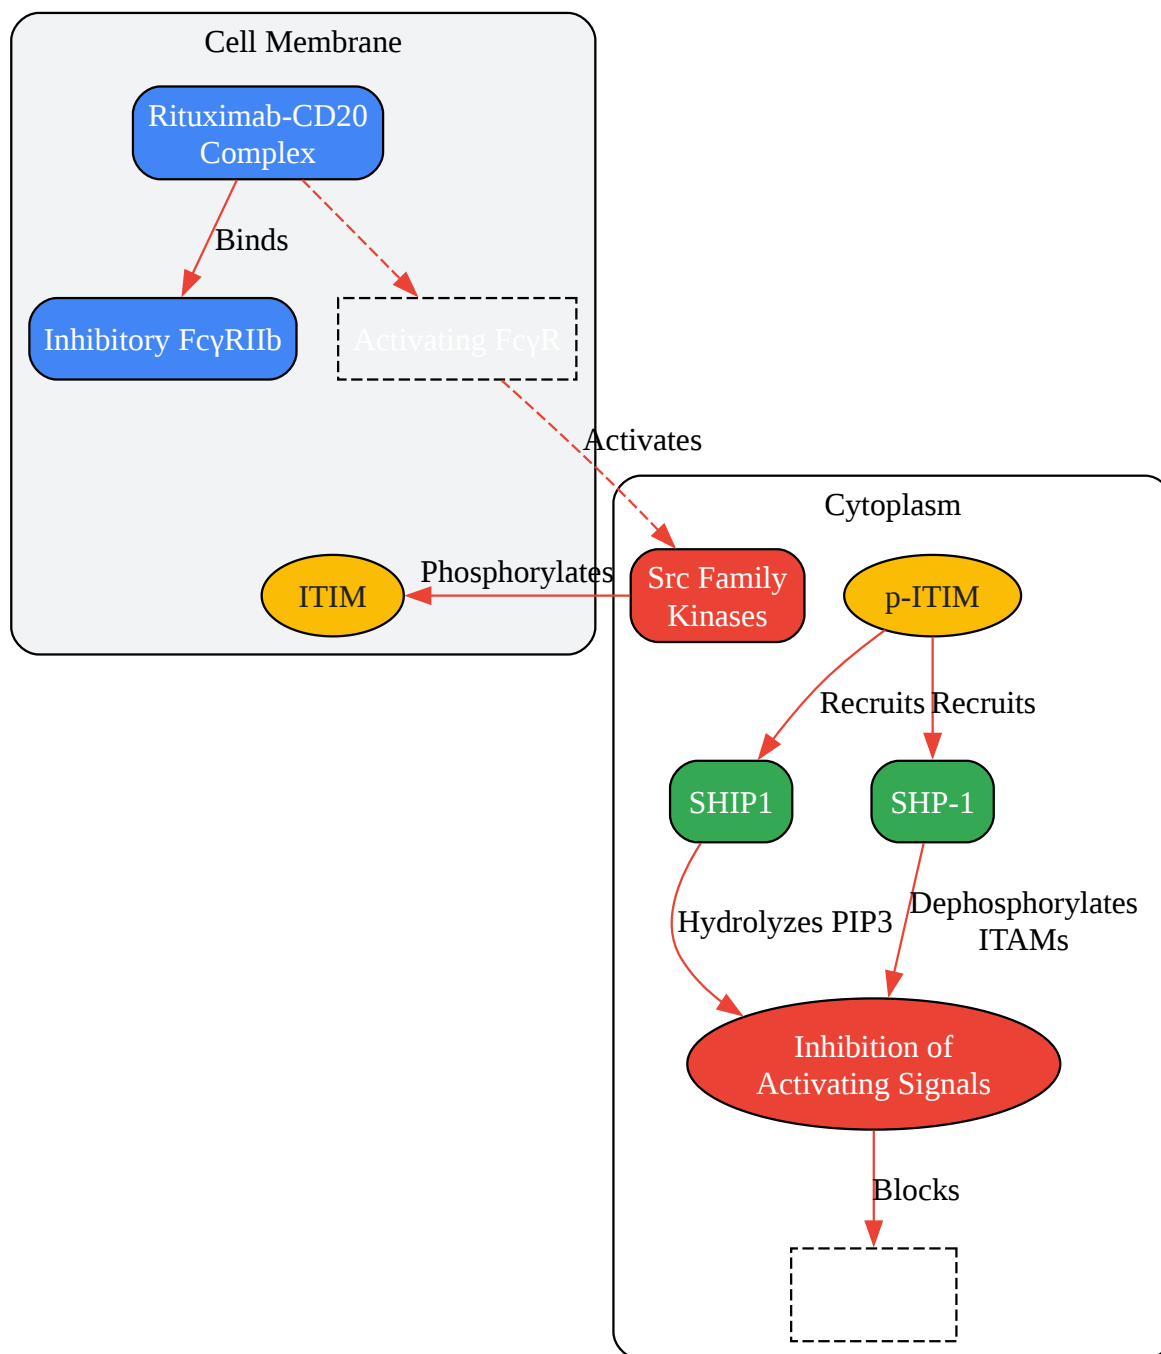 Cell Membrane
Rituximab-CD20
Complex
Binds
Inhibitory FcγRIIb
Activating FcγR
Activates
Cytoplasm
Phosphorylates
ITIM
Src Family
Kinases
p-ITIM
Recruits
Recruits
SHIP1
SHP-1
Hydrolyzes PIP3
Dephosphorylates
ITAMs
Inhibition of
Activating Signals
Blocks